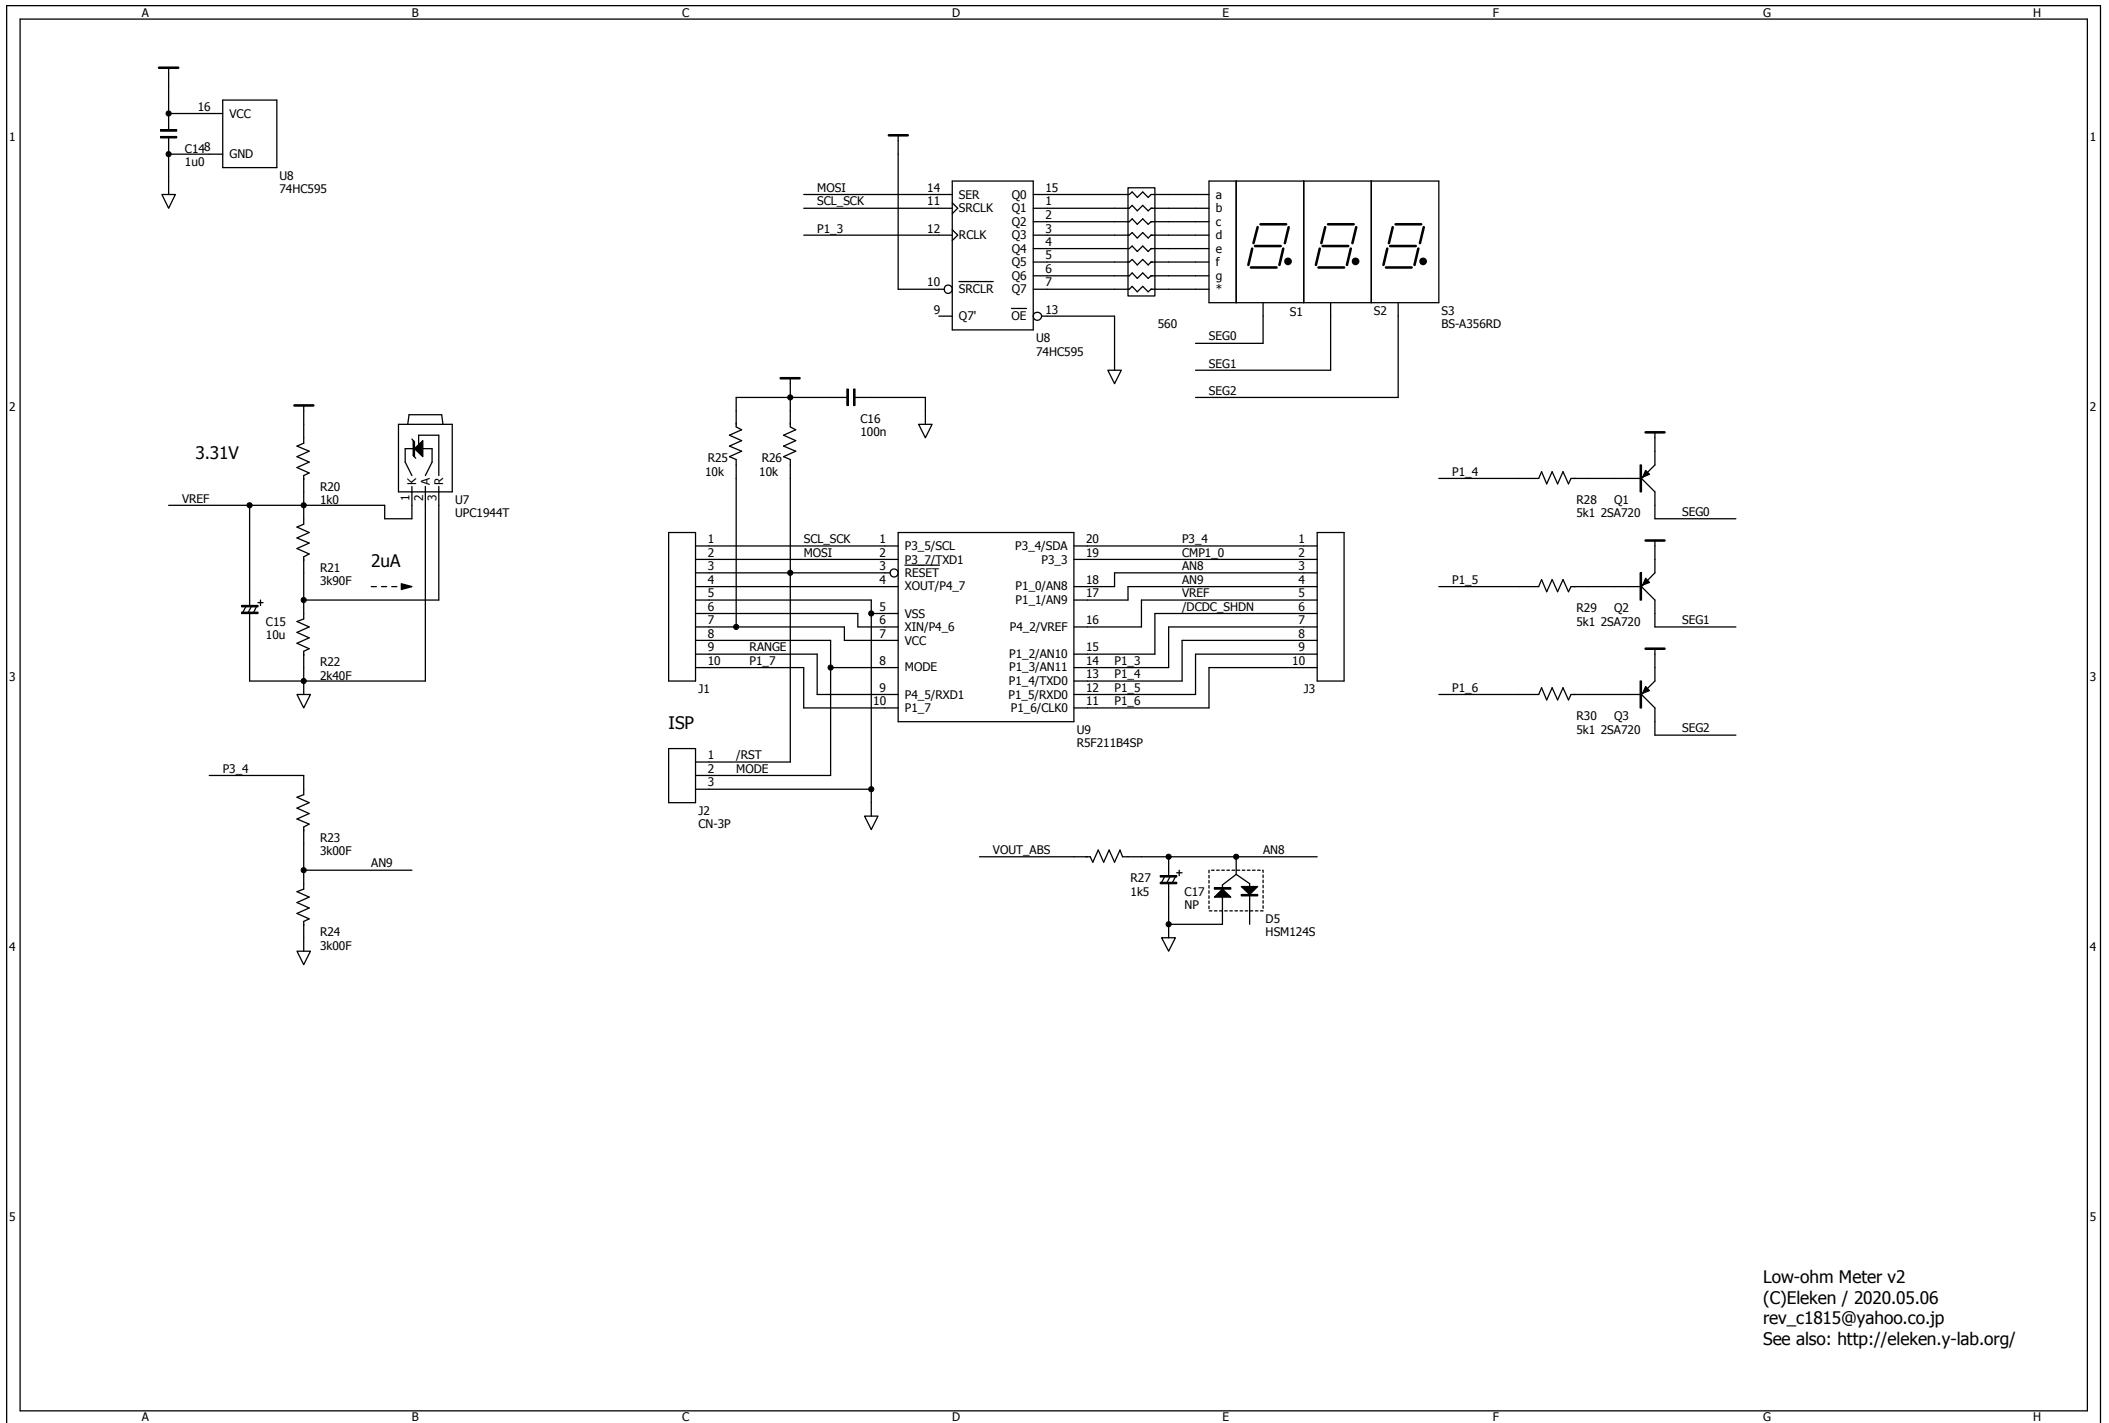 A B C D E F G H
1 1
16 VCC
C14 8 GND
1u0
U8
74HC595
MOSI 14 SER Q0 15 a
SCL_SCK 11 SRCLK Q1 1 b
Q2 2 c
P1_3 12 RCLK Q3 3 d
Q4 4 e
Q5 5 f
Q6 6 g
10 SRCLR Q7 7 *
9 Q7' OE 13
U8
74HC595
560
S1 S2 S3
BS-A356RD
SEG0
SEG1
SEG2
2 2
3.31V
VREF
R20
1k0
K A R
1 2 3
U7
UPC1944T
R21
3k90F
2uA
C15
10u
R22
2k40F
C16
100n
R25
10k
R26
10k
1 SCL_SCK 1 P3_5/SCL
2 MOSI 2 P3_7/TXD1
3 3 RESET
4 4 XOUT/P4_7
5 5 VSS
6 6 XIN/P4_6
7 7 VCC
8 8 MODE
9 RANGE 9 P4_5/RXD1
10 P1_7 10 P1_7
J1
P3_4/SDA 20 P3_4 1
P3_3 19 CMP1_0 2
P1_0/AN8 18 AN8 3
P1_1/AN9 17 AN9 4
P4_2/VREF 16 VREF 5
P1_2/AN10 15 /DCDC_SHDN 6
P1_3/AN11 14 P1_3 7
P1_4/TXD0 13 P1_4 8
P1_5/RXD0 12 P1_5 9
P1_6/CLK0 11 P1_6 10
J3
U9
R5F211B4SP
ISP
1 /RST
2 MODE
3
J2
CN-3P
P1_4
R28 Q1
5k1 2SA720
SEG0
P1_5
R29 Q2
5k1 2SA720
SEG1
P1_6
R30 Q3
5k1 2SA720
SEG2
3 3
P3_4
R23
3k00F
AN9
R24
3k00F
VOUT_ABS
R27
1k5
C17
NP
AN8
D5
HSM124S
4 4
5 5
Low-ohm Meter v2
(C)Eleken / 2020.05.06
rev_c1815@yahoo.co.jp
See also: http://eleken.y-lab.org/
A B C D E F G H